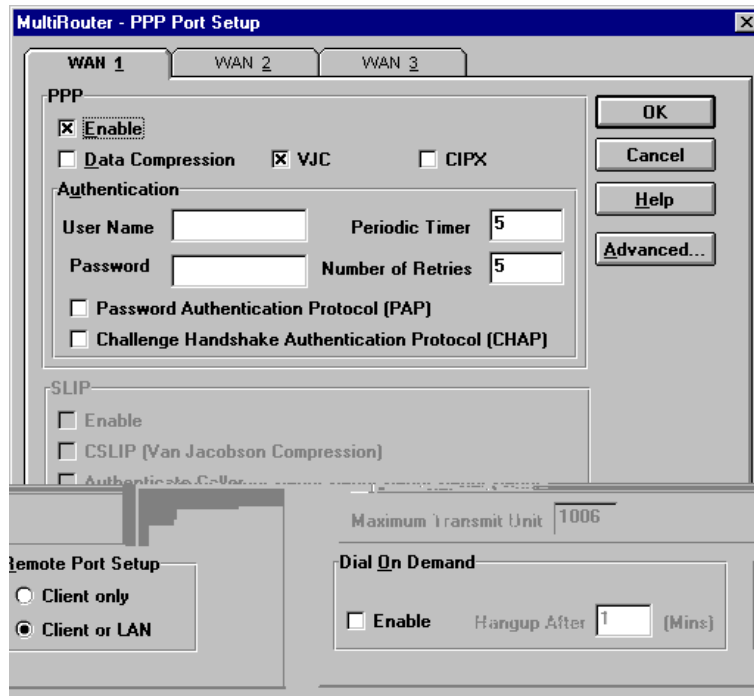 MultiRouter - PPP Port Setup
WAN 1 WAN 2 WAN 3
PPP
Enable
Data Compression VJC CIPX
Authentication
User Name Periodic Timer 5
Password Number of Retries 5
Password Authentication Protocol (PAP)
Challenge Handshake Authentication Protocol (CHAP)
OK
Cancel
Help
Advanced...
SLIP
Enable
CSLIP (Van Jacobson Compression)
Authenticate
Maximum Transmit Unit 1006
Remote Port Setup
Client only
Client or LAN
Dial On Demand
Enable Hangup After 1 (Mins)